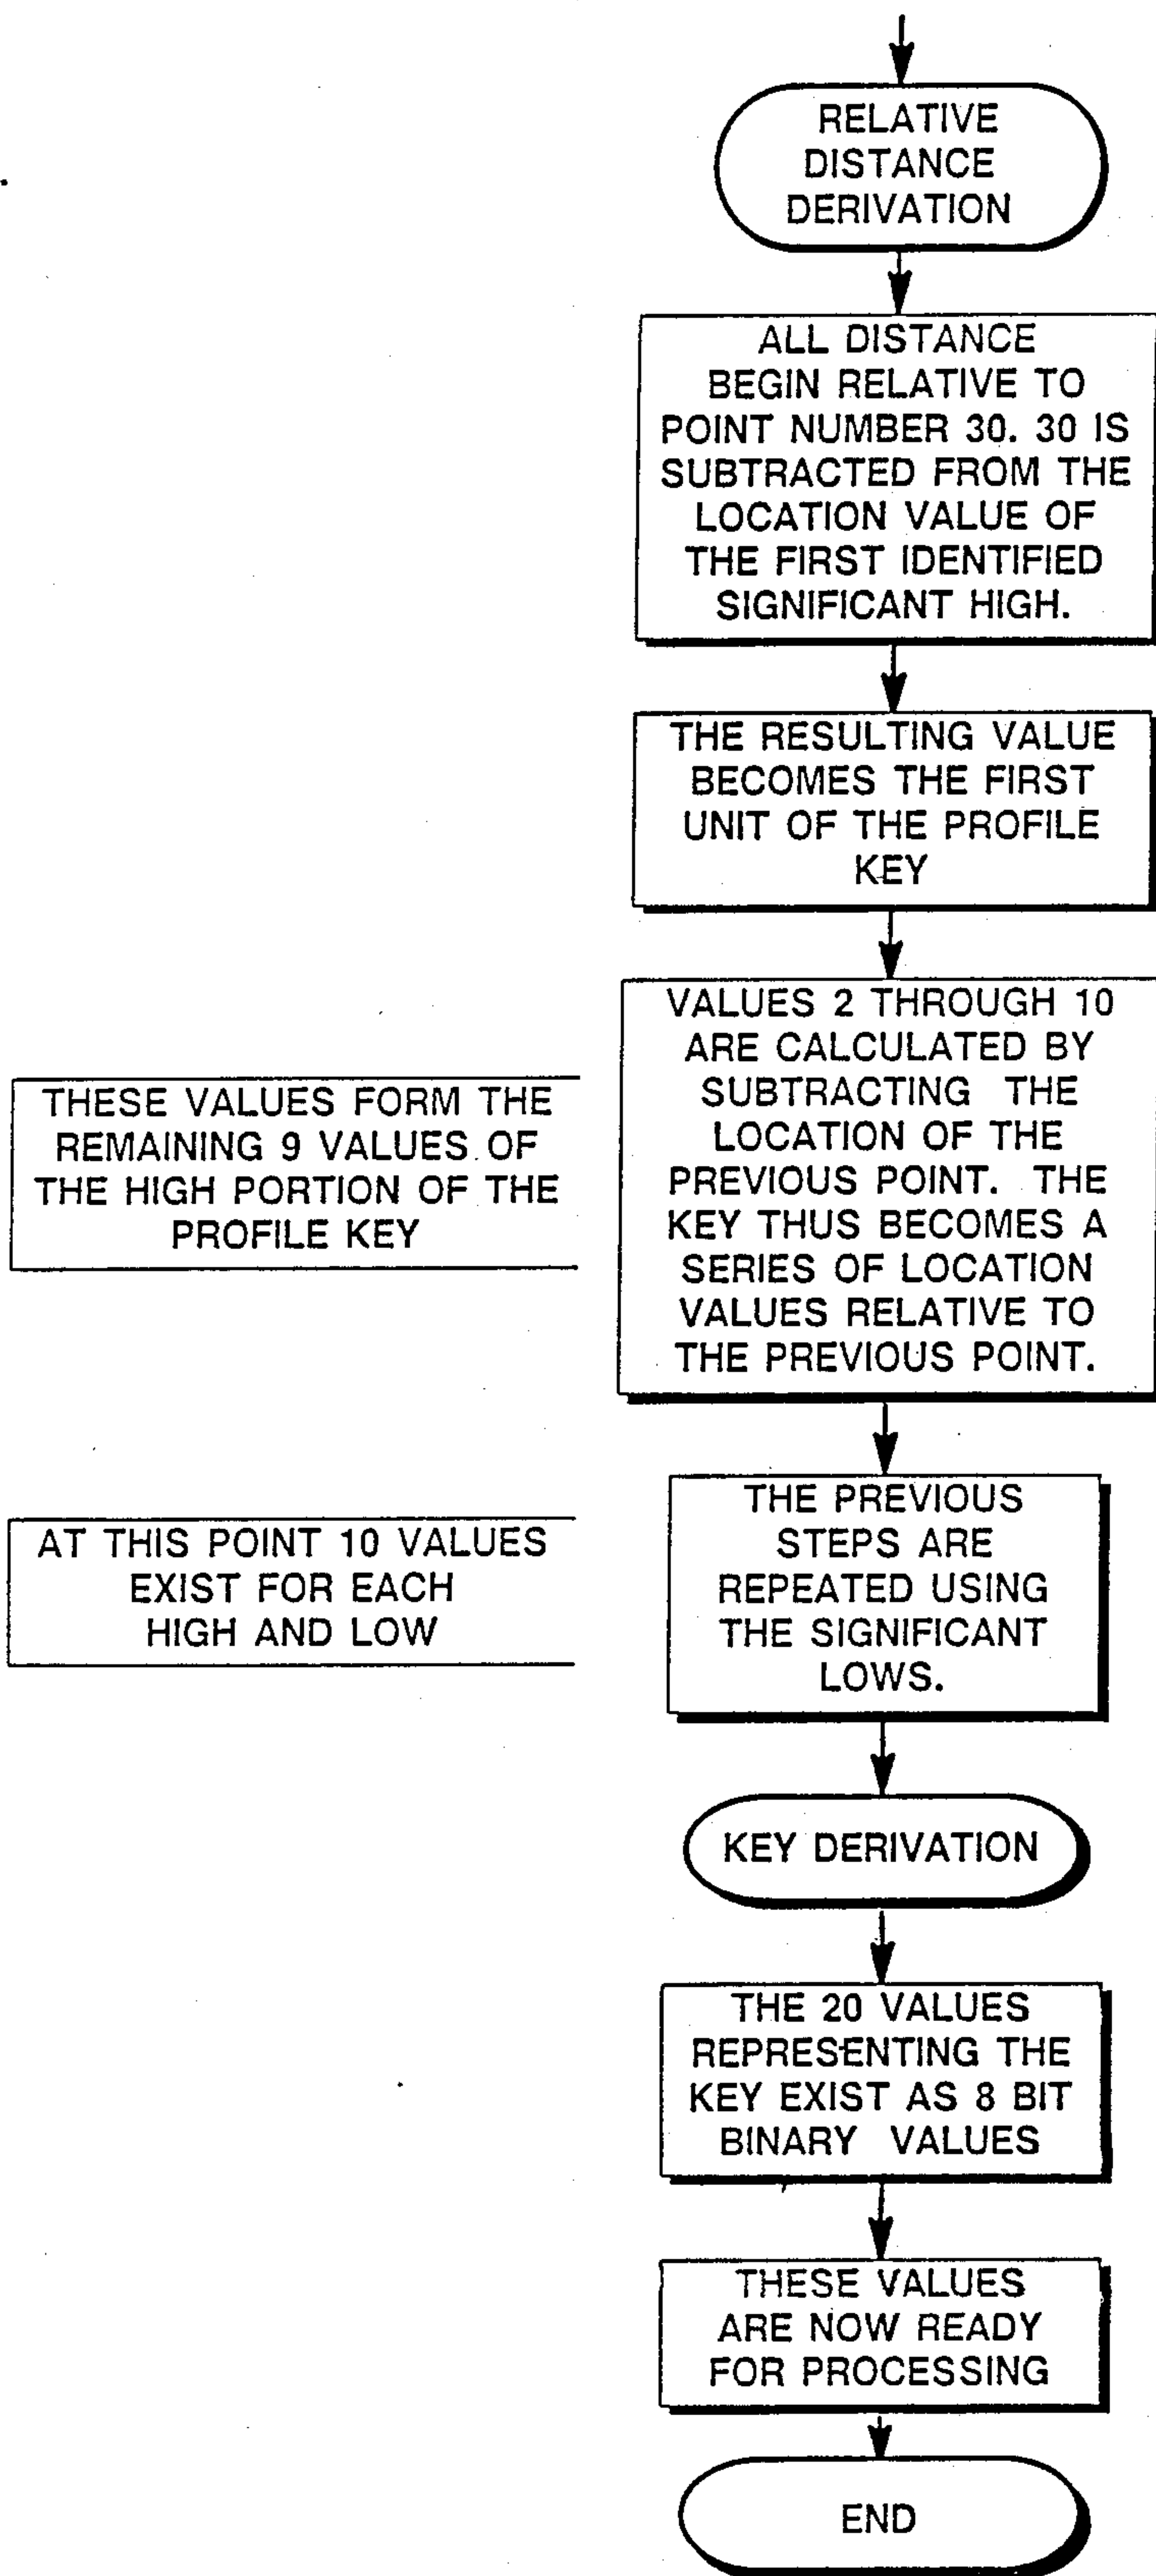 RELATIVE
DISTANCE
DERIVATION
ALL DISTANCE
BEGIN RELATIVE TO
POINT NUMBER 30. 30 IS
SUBTRACTED FROM THE
LOCATION VALUE OF
THE FIRST IDENTIFIED
SIGNIFICANT HIGH.
THE RESULTING VALUE
BECOMES THE FIRST
UNIT OF THE PROFILE
KEY
VALUES 2 THROUGH 10
ARE CALCULATED BY
SUBTRACTING THE
LOCATION OF THE
PREVIOUS POINT. THE
KEY THUS BECOMES A
SERIES OF LOCATION
VALUES RELATIVE TO
THE PREVIOUS POINT.
THESE VALUES FORM THE
REMAINING 9 VALUES OF
THE HIGH PORTION OF THE
PROFILE KEY
THE PREVIOUS
STEPS ARE
REPEATED USING
THE SIGNIFICANT
LOWS.
AT THIS POINT 10 VALUES
EXIST FOR EACH
HIGH AND LOW
KEY DERIVATION
THE 20 VALUES
REPRESENTING THE
KEY EXIST AS 8 BIT
BINARY VALUES
THESE VALUES
ARE NOW READY
FOR PROCESSING
END